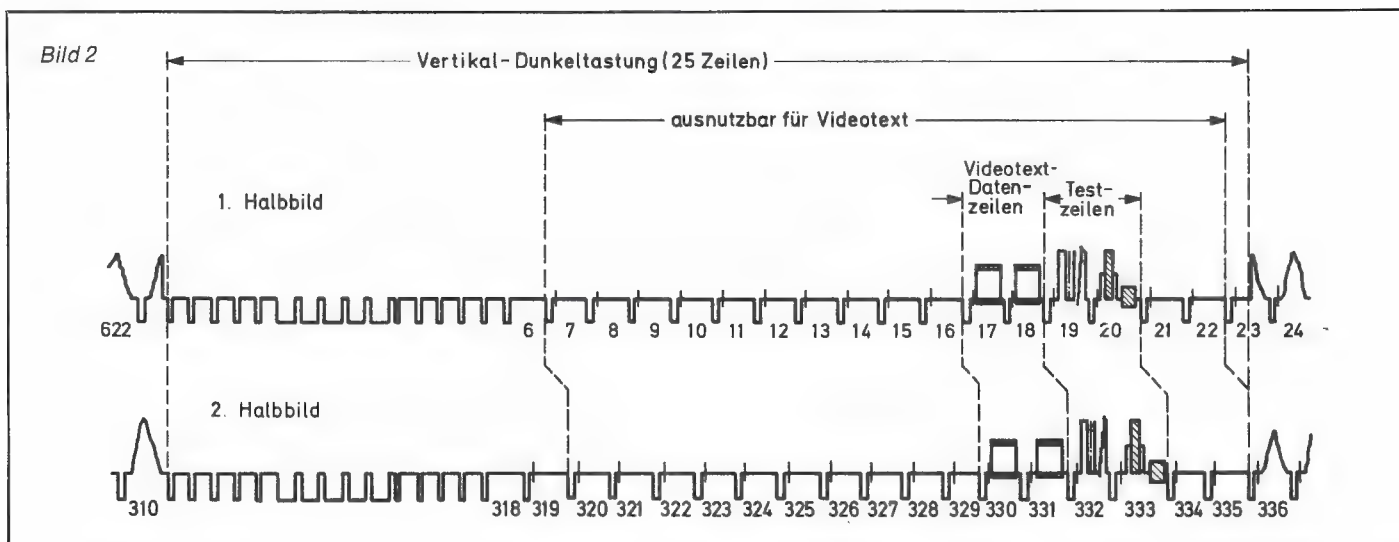 Bild 2
Vertikal-Dunkeltastung (25 Zeilen)
ausnutzbar für Videotext
Videotext-
Daten-
zeilen
Test-
zeilen
1. Halbbild
622 6 7 8 9 10 11 12 13 14 15 16 17 18 19 20 21 22 23 24
2. Halbbild
310 318 319 320 321 322 323 324 325 326 327 328 329 330 331 332 333 334 335 336